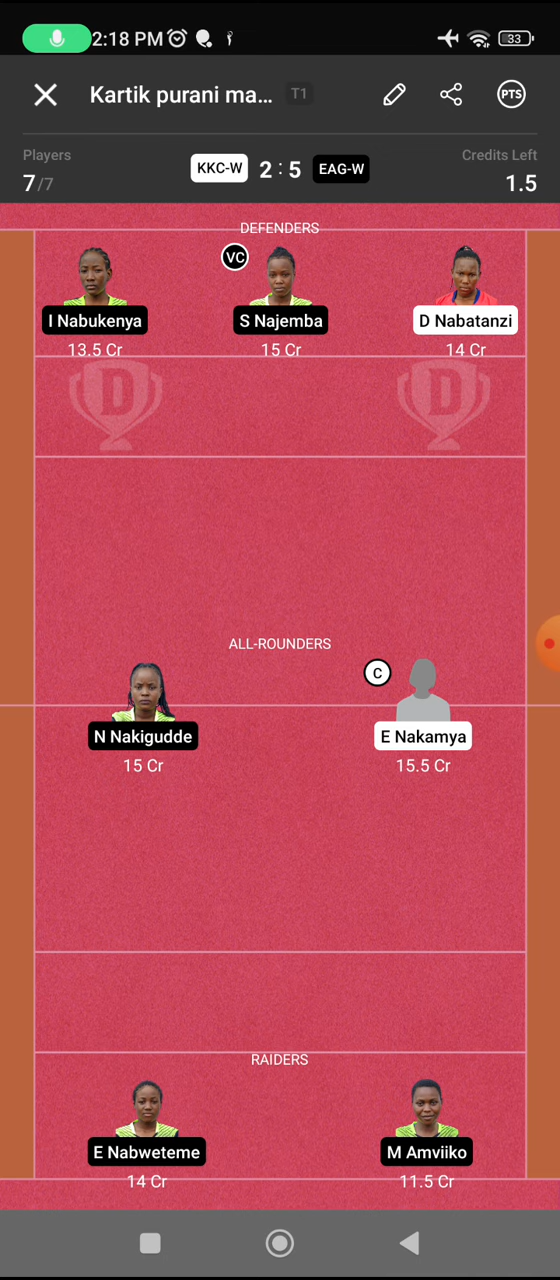 2:18 PM
33
Kartik purani ma... T1
PTS
Players
Credits Left
7/7
KKC-W 2 : 5 EAG-W
1.5
DEFENDERS
VC
I Nabukenya
S Najemba
D Nabatanzi
13.5 Cr
15 Cr
14 Cr
D
D
ALL-ROUNDERS
C
N Nakigudde
E Nakamya
15 Cr
15.5 Cr
RAIDERS
E Nabweteme
M Amviiko
14 Cr
11.5 Cr